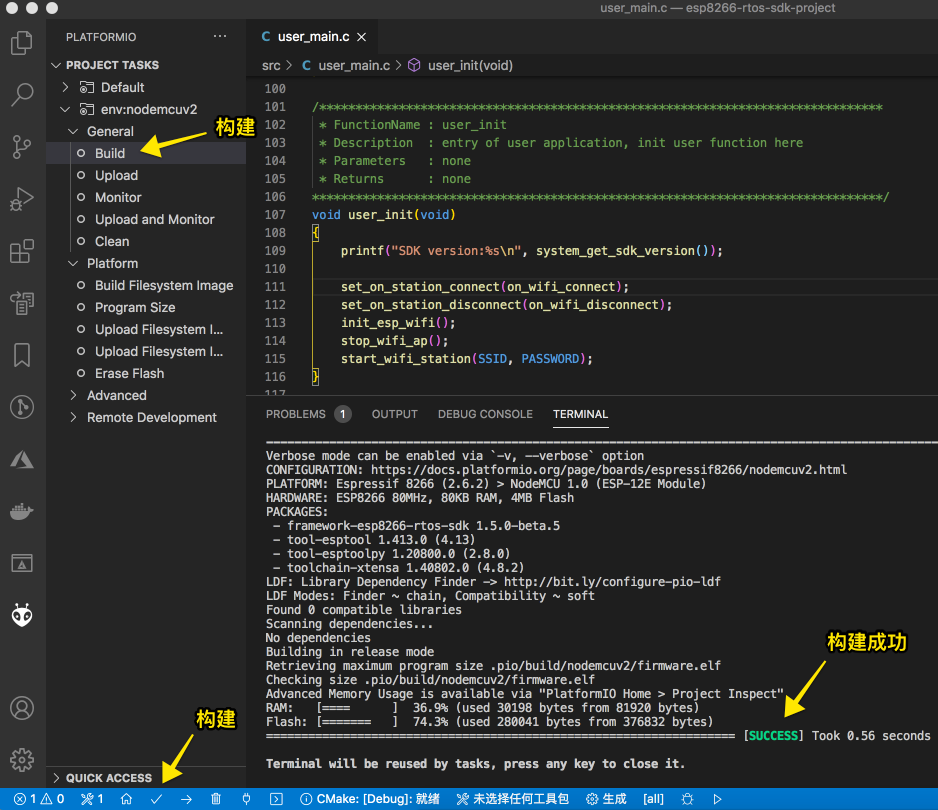 user_main.c — esp8266-rtos-sdk-project
PLATFORMIO ...
PROJECT TASKS
Default
env:nodemcuv2
General
Build
Upload
Monitor
Upload and Monitor
Clean
Platform
Build Filesystem Image
Program Size
Upload Filesystem I...
Upload Filesystem I...
Erase Flash
Advanced
Remote Development
QUICK ACCESS
构建
构建
C user_main.c ×
src > C user_main.c > user_init(void)
100
101 /******************************************************************************
102 * FunctionName : user_init
103 * Description : entry of user application, init user function here
104 * Parameters : none
105 * Returns : none
106 *******************************************************************************/
107 void user_init(void)
108 {
109 printf("SDK version:%s\n", system_get_sdk_version());
110
111 set_on_station_connect(on_wifi_connect);
112 set_on_station_disconnect(on_wifi_disconnect);
113 init_esp_wifi();
114 stop_wifi_ap();
115 start_wifi_station(SSID, PASSWORD);
116 }
117
PROBLEMS 1 OUTPUT DEBUG CONSOLE TERMINAL
Verbose mode can be enabled via `-v, --verbose` option
CONFIGURATION: https://docs.platformio.org/page/boards/espressif8266/nodemcuv2.html
PLATFORM: Espressif 8266 (2.6.2) > NodeMCU 1.0 (ESP-12E Module)
HARDWARE: ESP8266 80MHz, 80KB RAM, 4MB Flash
PACKAGES:
- framework-esp8266-rtos-sdk 1.5.0-beta.5
- tool-esptool 1.413.0 (4.13)
- tool-esptoolpy 1.20800.0 (2.8.0)
- toolchain-xtensa 1.40802.0 (4.8.2)
LDF: Library Dependency Finder -> http://bit.ly/configure-pio-ldf
LDF Modes: Finder ~ chain, Compatibility ~ soft
Found 0 compatible libraries
Scanning dependencies...
No dependencies
Building in release mode
Retrieving maximum program size .pio/build/nodemcuv2/firmware.elf
Checking size .pio/build/nodemcuv2/firmware.elf
Advanced Memory Usage is available via "PlatformIO Home > Project Inspect"
RAM: [==== ] 36.9% (used 30198 bytes from 81920 bytes)
Flash: [======= ] 74.3% (used 280041 bytes from 376832 bytes)
[SUCCESS] Took 0.56 seconds
构建成功
Terminal will be reused by tasks, press any key to close it.
1 0 1 CMake: [Debug]: 就绪 未选择任何工具包 生成 [all]